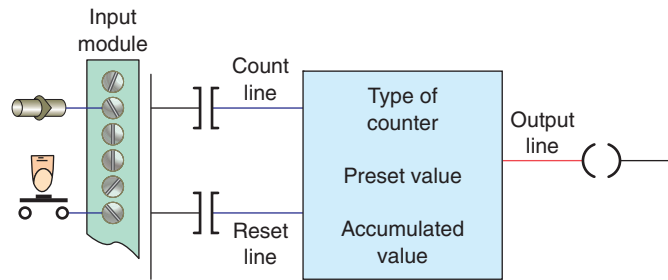 Input
module
Count
line
Type of
counter
Output
line
Preset value
Reset
line
Accumulated
value